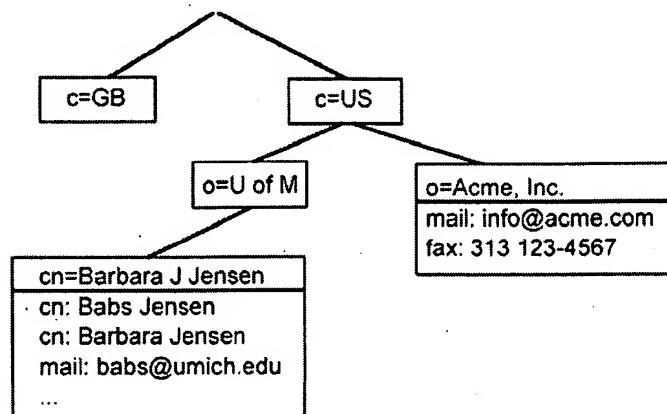 c=GB
c=US
o=U of M
o=Acme, Inc.
mail: info@acme.com
fax: 313 123-4567
cn=Barbara J Jensen
cn: Babs Jensen
cn: Barbara Jensen
mail: babs@umich.edu
...